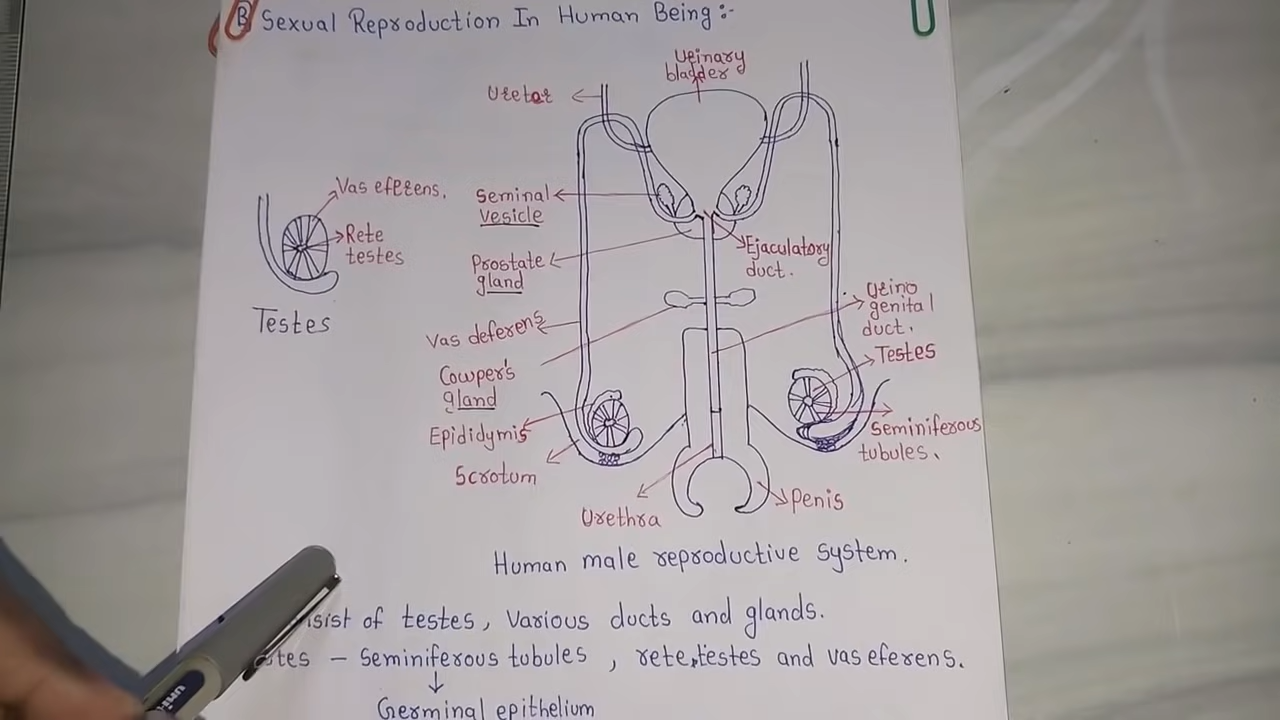 B Sexual Reproduction In Human Being:-
Urinary
bladder
Ureter
Vas efferens.
Rete
testes
Testes
Seminal
vesicle
Prostate
gland
Ejaculatory
duct.
Vas deferens
Urino
genital
duct.
Testes
Cowper's
gland
Epididymis
Scrotum
Seminiferous
tubules.
Urethra
Penis
Human male reproductive system.
sist of testes, Various ducts and glands.
tes – Seminiferous tubules, rete testes and vas eferens.
↓
Germinal epithelium
uni